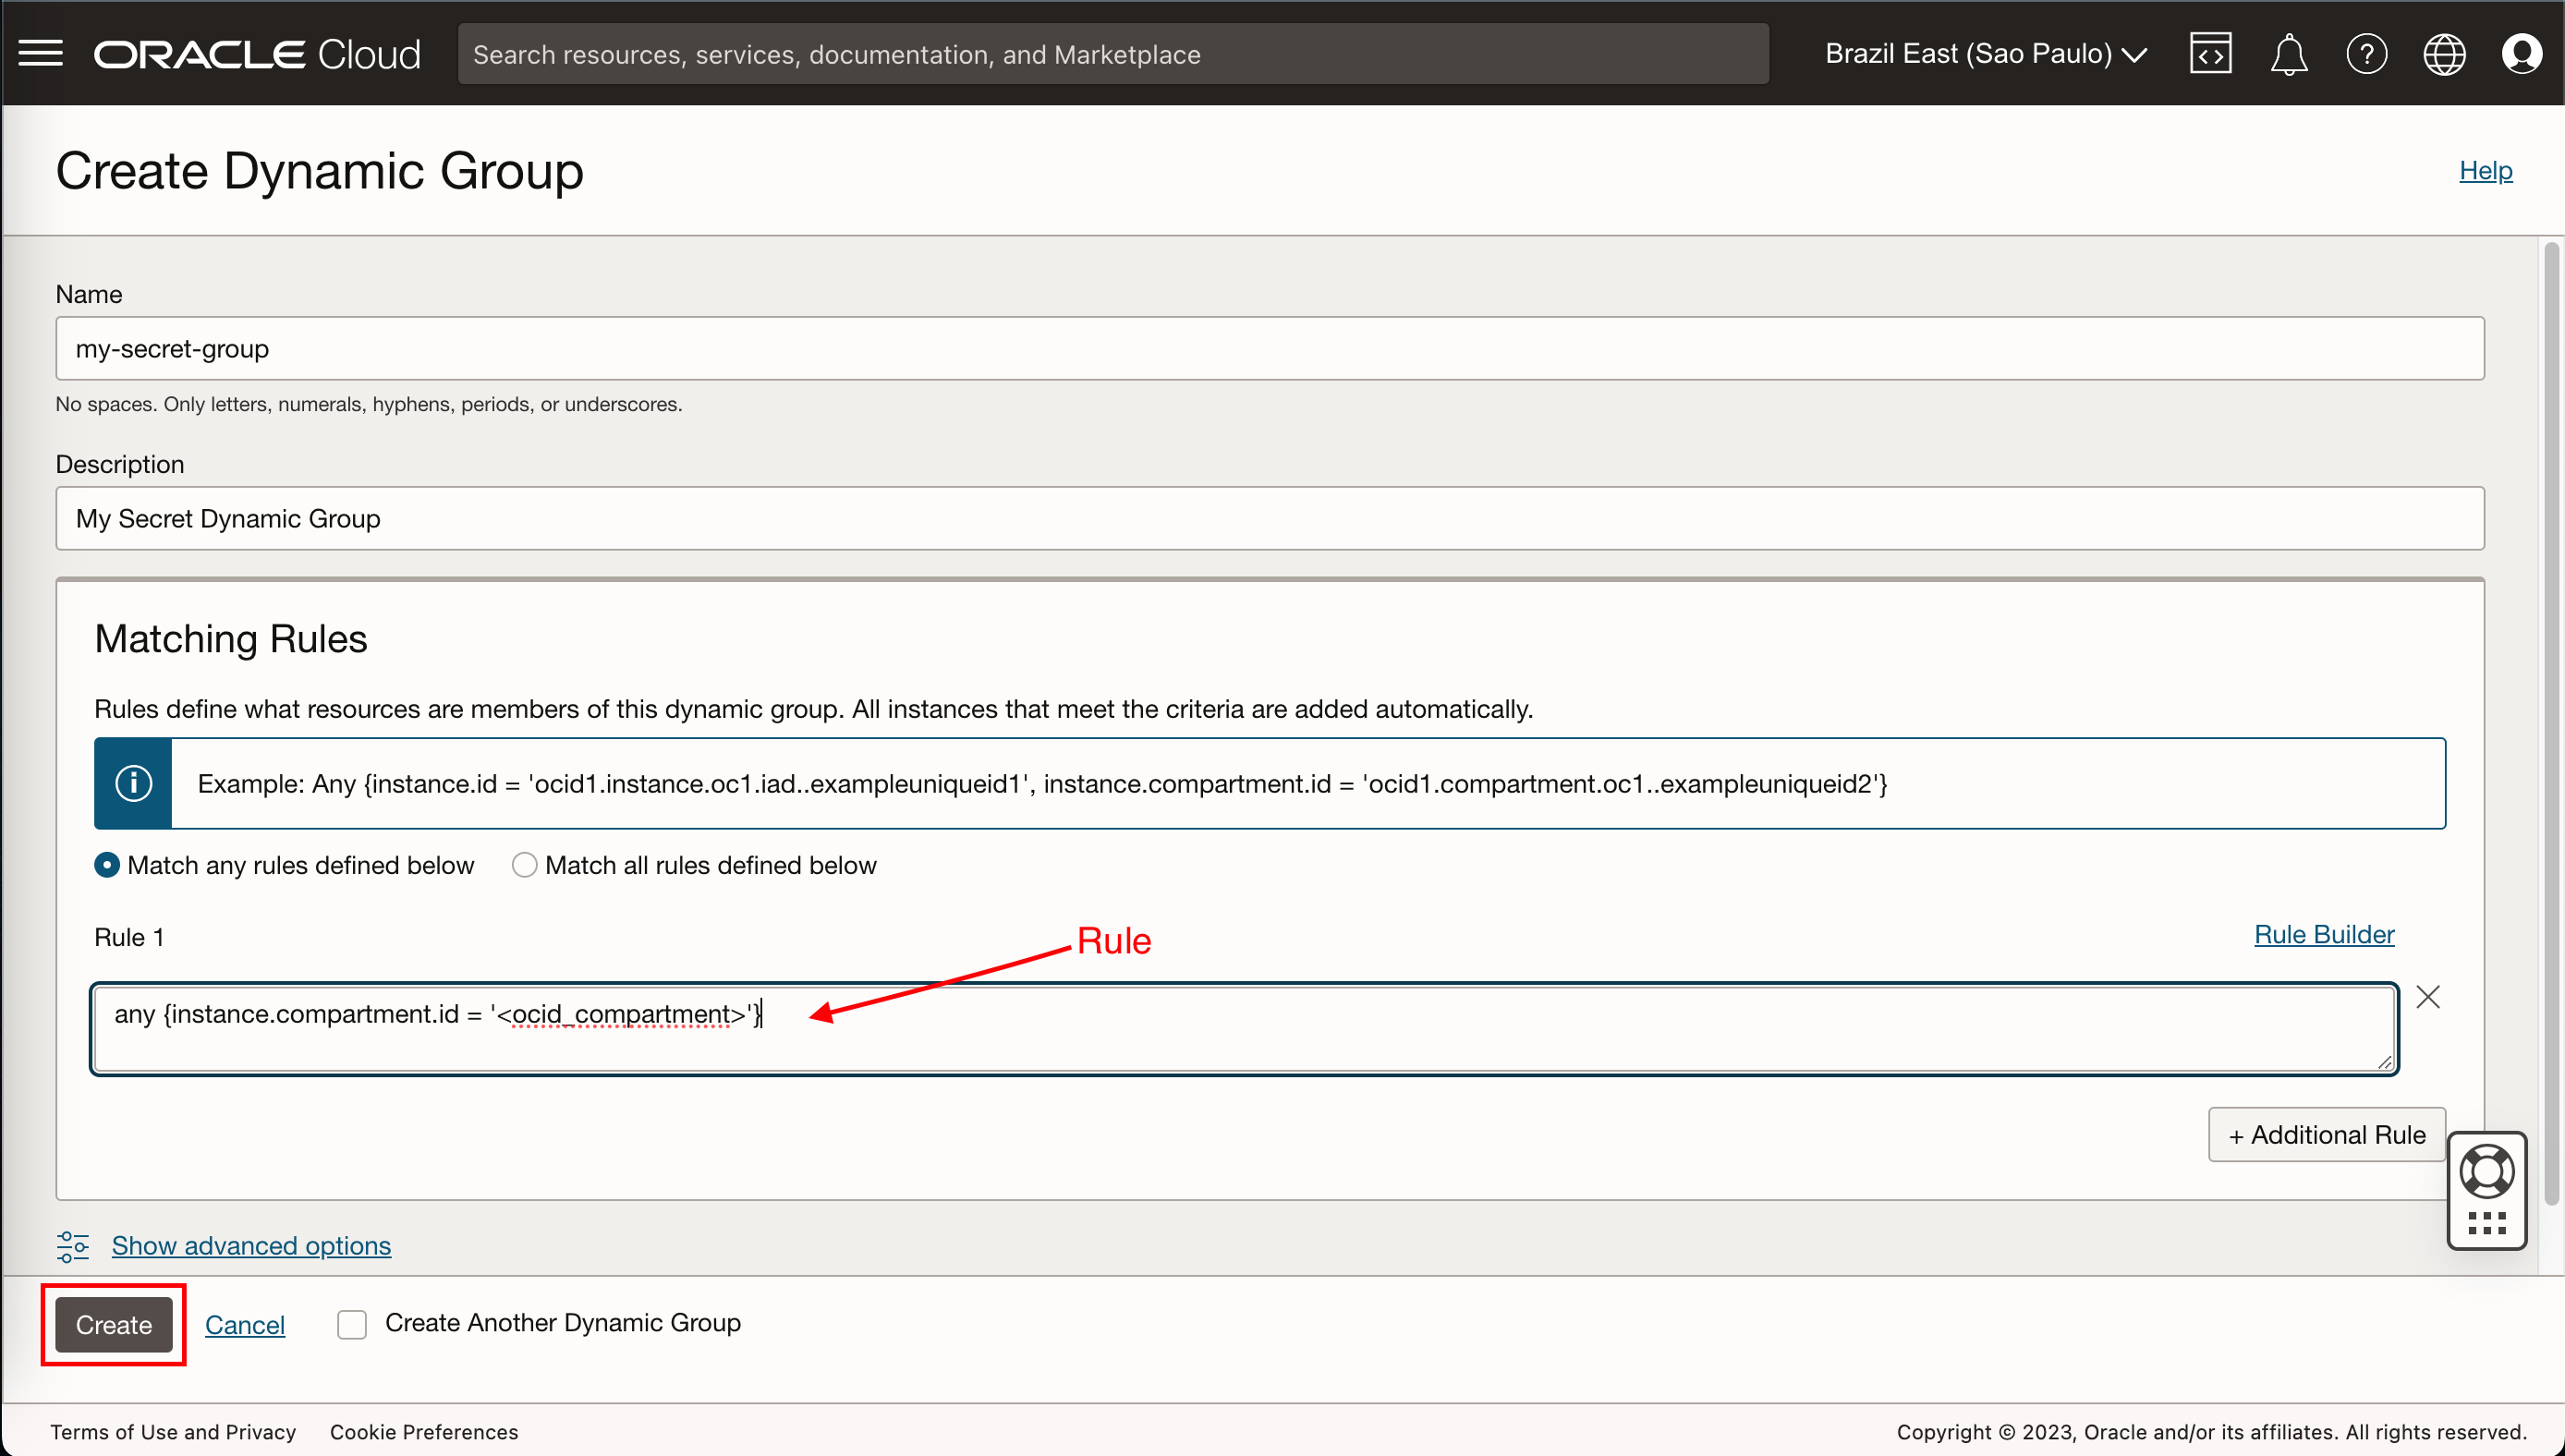 ORACLE Cloud
Search resources, services, documentation, and Marketplace
Brazil East (Sao Paulo)
Create Dynamic Group
Help
Name
my-secret-group
No spaces. Only letters, numerals, hyphens, periods, or underscores.
Description
My Secret Dynamic Group
Matching Rules
Rules define what resources are members of this dynamic group. All instances that meet the criteria are added automatically.
Example: Any {instance.id = 'ocid1.instance.oc1.iad..exampleuniqueid1', instance.compartment.id = 'ocid1.compartment.oc1..exampleuniqueid2'}
Match any rules defined below
Match all rules defined below
Rule 1
Rule
Rule Builder
any {instance.compartment.id = '<ocid_compartment>'}
+ Additional Rule
Show advanced options
Create
Cancel
Create Another Dynamic Group
Terms of Use and Privacy
Cookie Preferences
Copyright © 2023, Oracle and/or its affiliates. All rights reserved.